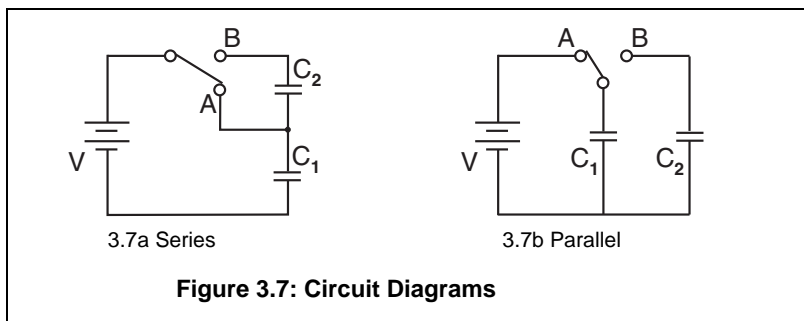 B
A
C2
C1
V
3.7a Series
A
B
V
C1
C2
3.7b Parallel
Figure 3.7: Circuit Diagrams